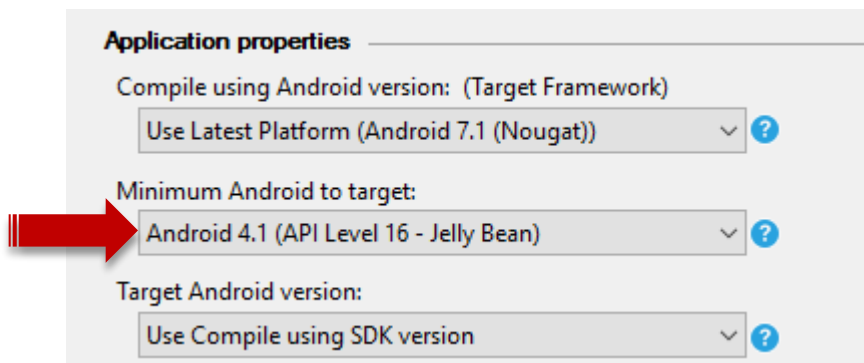 Application properties
Compile using Android version: (Target Framework)
Use Latest Platform (Android 7.1 (Nougat))
?
Minimum Android to target:
Android 4.1 (API Level 16 - Jelly Bean)
?
Target Android version:
Use Compile using SDK version
?